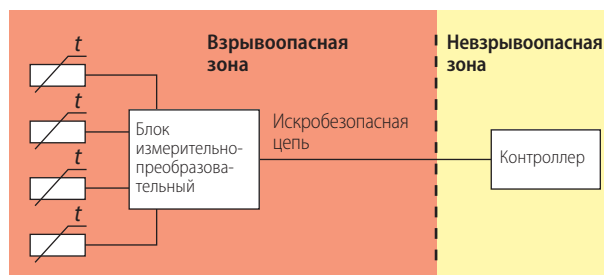 Взрывоопасная
зона
Невзрывоопасная
зона
t
t
t
t
Блок
измерительно-
преобразова-
тельный
Искробезопасная
цепь
Контроллер